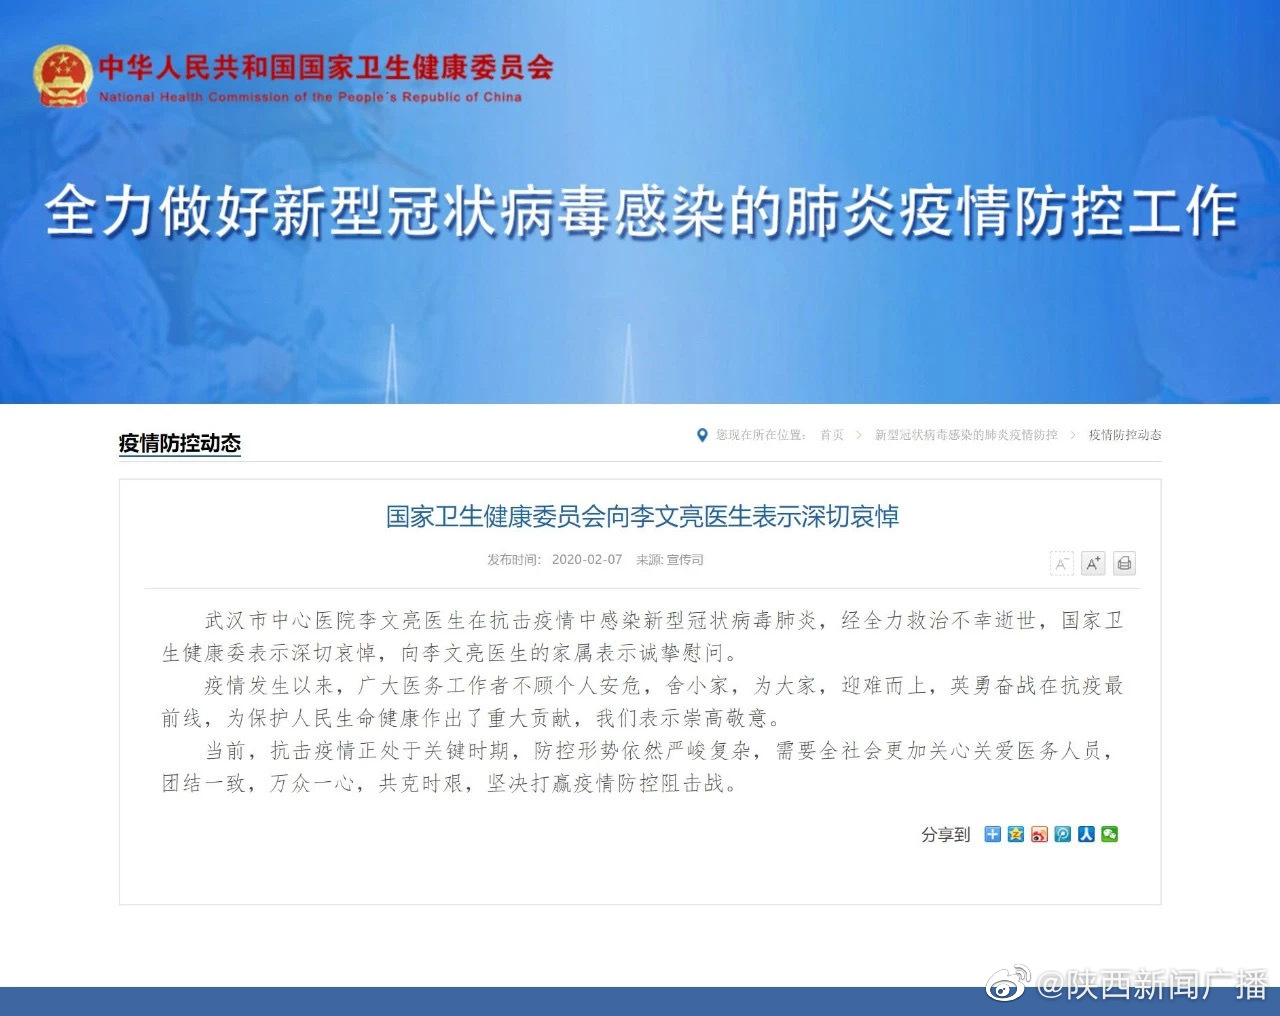 中华人民共和国国家卫生健康委员会
National Health Commission of the People's Republic of China
全力做好新型冠状病毒感染的肺炎疫情防控工作
疫情防控动态
您现在所在位置： 首页 > 新型冠状病毒感染的肺炎疫情防控 > 疫情防控动态
国家卫生健康委员会向李文亮医生表示深切哀悼
发布时间： 2020-02-07 来源: 宣传司
A- A+
武汉市中心医院李文亮医生在抗击疫情中感染新型冠状病毒肺炎，经全力救治不幸逝世，国家卫
生健康委表示深切哀悼，向李文亮医生的家属表示诚挚慰问。
疫情发生以来，广大医务工作者不顾个人安危，舍小家，为大家，迎难而上，英勇奋战在抗疫最
前线，为保护人民生命健康作出了重大贡献，我们表示崇高敬意。
当前，抗击疫情正处于关键时期，防控形势依然严峻复杂，需要全社会更加关心关爱医务人员，
团结一致，万众一心，共克时艰，坚决打赢疫情防控阻击战。
分享到
@陕西新闻广播